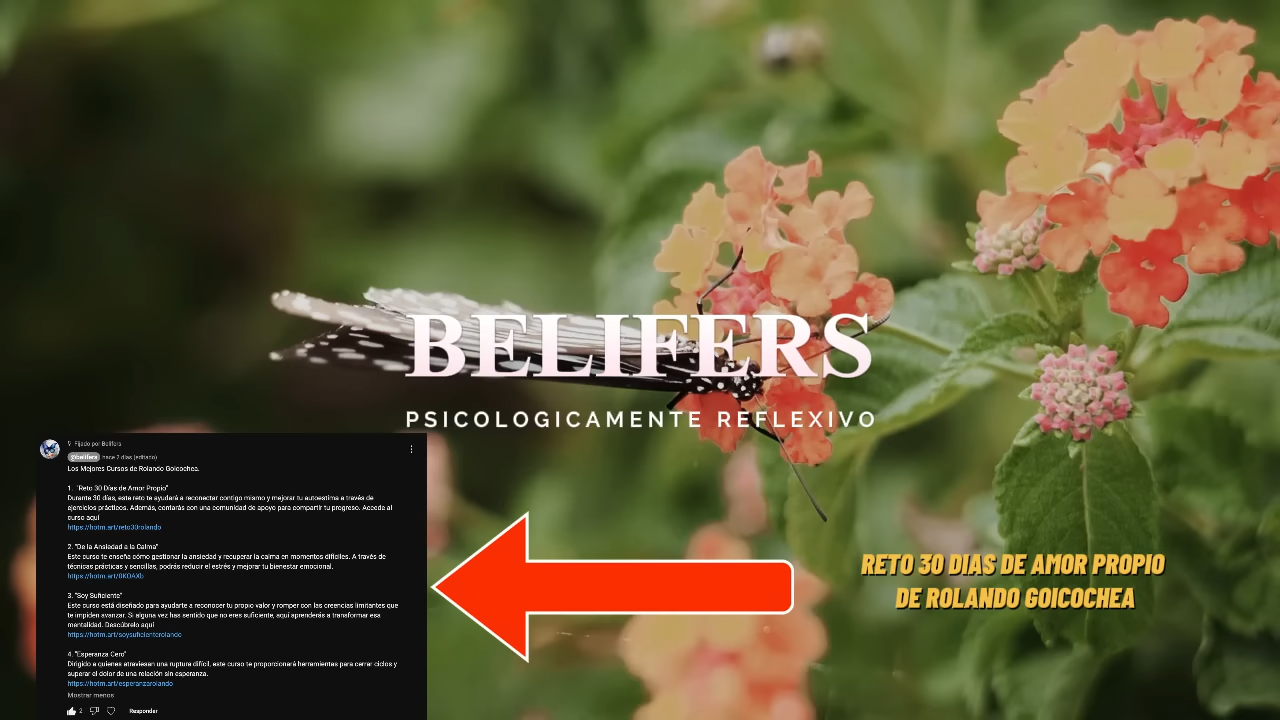 BELIFERS
PSICOLOGICAMENTE REFLEXIVO
Fijado por Belifers
@belifers hace 2 días (editado)
Los Mejores Cursos de Rolando Goicochea.
1. "Reto 30 Días de Amor Propio"
Durante 30 días, este reto te ayudará a reconectar contigo mismo y mejorar tu autoestima a través de
ejercicios prácticos. Además, contarás con una comunidad de apoyo para compartir tu progreso. Accede al
curso aquí
https://hotm.art/reto30rolando
2. "De la Ansiedad a la Calma"
Este curso te enseña cómo gestionar la ansiedad y recuperar la calma en momentos difíciles. A través de
técnicas prácticas y sencillas, podrás reducir el estrés y mejorar tu bienestar emocional.
https://hotm.art/0KOAXb
3. "Soy Suficiente"
Este curso está diseñado para ayudarte a reconocer tu propio valor y romper con las creencias limitantes que
te impiden avanzar. Si alguna vez has sentido que no eres suficiente, aquí aprenderás a transformar esa
mentalidad. Descúbrelo aquí
https://hotm.art/soysuficienterolando
4. "Esperanza Cero"
Dirigido a quienes atraviesan una ruptura difícil, este curso te proporcionará herramientas para cerrar ciclos y
superar el dolor de una relación sin esperanza.
https://hotm.art/esperanzarolando
Mostrar menos
2 Responder
RETO 30 DIAS DE AMOR PROPIO
DE ROLANDO GOICOCHEA